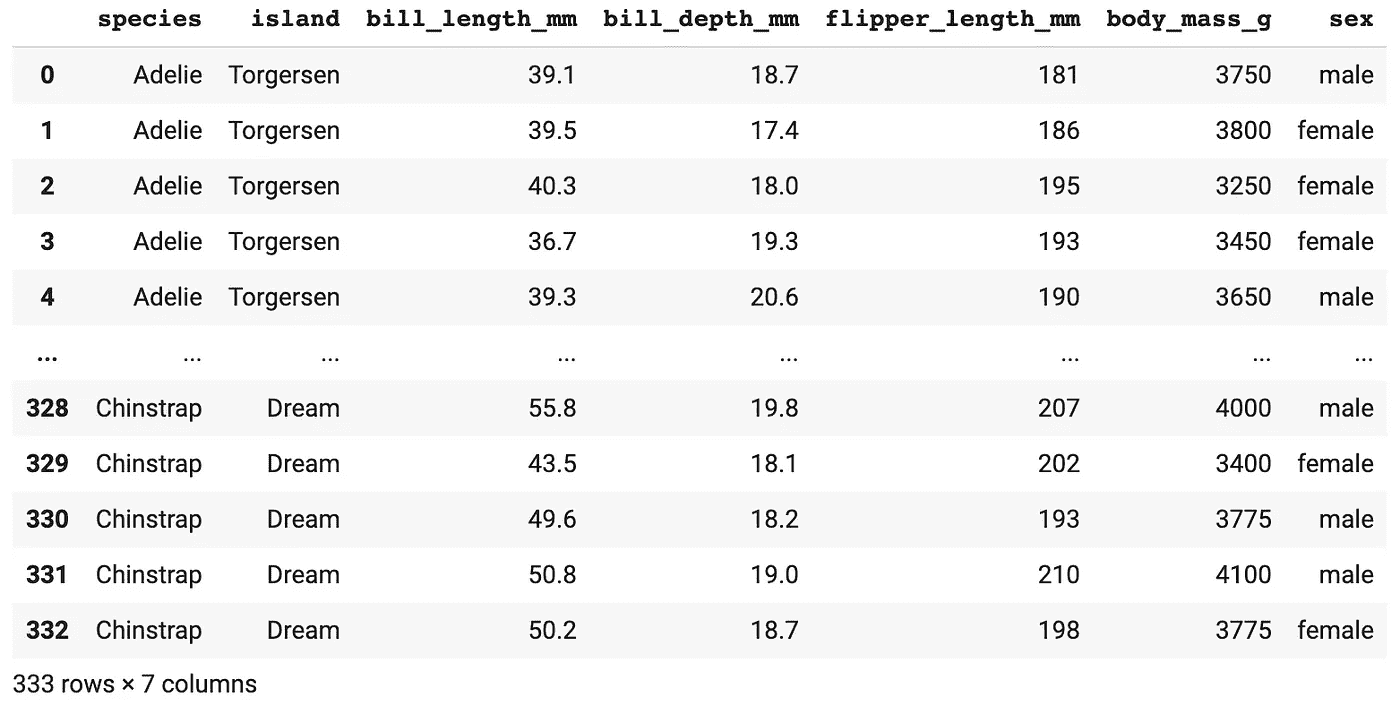 species island bill_length_mm bill_depth_mm flipper_length_mm body_mass_g sex
0 Adelie Torgersen 39.1 18.7 181 3750 male
1 Adelie Torgersen 39.5 17.4 186 3800 female
2 Adelie Torgersen 40.3 18.0 195 3250 female
3 Adelie Torgersen 36.7 19.3 193 3450 female
4 Adelie Torgersen 39.3 20.6 190 3650 male
... ... ... ... ... ... ... ...
328 Chinstrap Dream 55.8 19.8 207 4000 male
329 Chinstrap Dream 43.5 18.1 202 3400 female
330 Chinstrap Dream 49.6 18.2 193 3775 male
331 Chinstrap Dream 50.8 19.0 210 4100 male
332 Chinstrap Dream 50.2 18.7 198 3775 female
333 rows × 7 columns